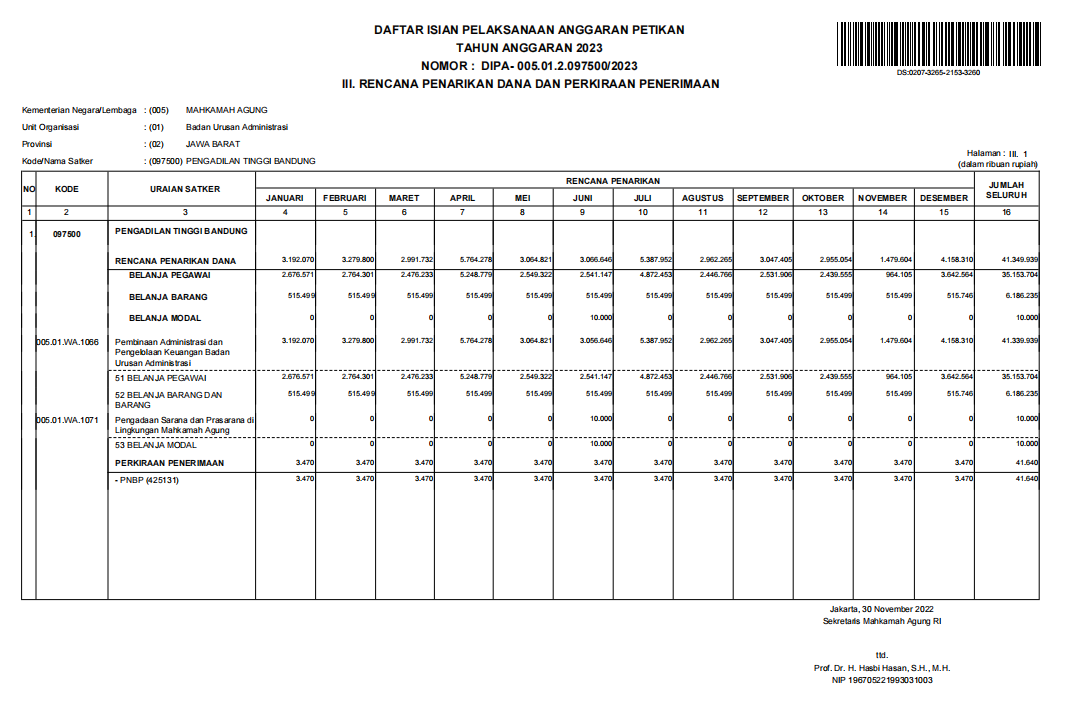 DAFTAR ISIAN PELAKSANAAN ANGGARAN PETIKAN
TAHUN ANGGARAN 2023
NOMOR : DIPA- 005.01.2.097500/2023
III. RENCANA PENARIKAN DANA DAN PERKIRAAN PENERIMAAN
DS:0207-3265-2153-3260
Kementerian Negara/Lembaga : (005) MAHKAMAH AGUNG
Unit Organisasi : (01) Badan Urusan Administrasi
Provinsi : (02) JAWA BARAT
Kode/Nama Satker : (097500) PENGADILAN TINGGI BANDUNG
Halaman : III. 1
(dalam ribuan rupiah)
NO KODE URAIAN SATKER RENCANA PENARIKAN JUMLAH SELURUH
JANUARI FEBRUARI MARET APRIL MEI JUNI JULI AGUSTUS SEPTEMBER OKTOBER NOVEMBER DESEMBER
1 2 3 4 5 6 7 8 9 10 11 12 13 14 15 16
1. 097500 PENGADILAN TINGGI BANDUNG
RENCANA PENARIKAN DANA 3.192.070 3.279.800 2.991.732 5.764.278 3.064.821 3.066.646 5.387.952 2.962.265 3.047.405 2.955.054 1.479.604 4.158.310 41.349.939
BELANJA PEGAWAI 2.676.571 2.764.301 2.476.233 5.248.779 2.549.322 2.541.147 4.872.453 2.446.766 2.531.906 2.439.555 964.105 3.642.564 35.153.704
BELANJA BARANG 515.499 515.499 515.499 515.499 515.499 515.499 515.499 515.499 515.499 515.499 515.499 515.746 6.186.235
BELANJA MODAL 0 0 0 0 0 10.000 0 0 0 0 0 0 10.000
005.01.WA.1066 Pembinaan Administrasi dan 3.192.070 3.279.800 2.991.732 5.764.278 3.064.821 3.056.646 5.387.952 2.962.265 3.047.405 2.955.054 1.479.604 4.158.310 41.339.939
Pengelolaan Keuangan Badan
Urusan Administrasi
51 BELANJA PEGAWAI 2.676.571 2.764.301 2.476.233 5.248.779 2.549.322 2.541.147 4.872.453 2.446.766 2.531.906 2.439.555 964.105 3.642.564 35.153.704
52 BELANJA BARANG DAN 515.499 515.499 515.499 515.499 515.499 515.499 515.499 515.499 515.499 515.499 515.499 515.746 6.186.235
BARANG
005.01.WA.1071 Pengadaan Sarana dan Prasarana di 0 0 0 0 0 10.000 0 0 0 0 0 0 10.000
Lingkungan Mahkamah Agung
53 BELANJA MODAL 0 0 0 0 0 10.000 0 0 0 0 0 0 10.000
PERKIRAAN PENERIMAAN 3.470 3.470 3.470 3.470 3.470 3.470 3.470 3.470 3.470 3.470 3.470 3.470 41.640
- PNBP (425131) 3.470 3.470 3.470 3.470 3.470 3.470 3.470 3.470 3.470 3.470 3.470 3.470 41.640
Jakarta, 30 November 2022
Sekretaris Mahkamah Agung RI
ttd.
Prof. Dr. H. Hasbi Hasan, S.H., M.H.
NIP 196705221993031003